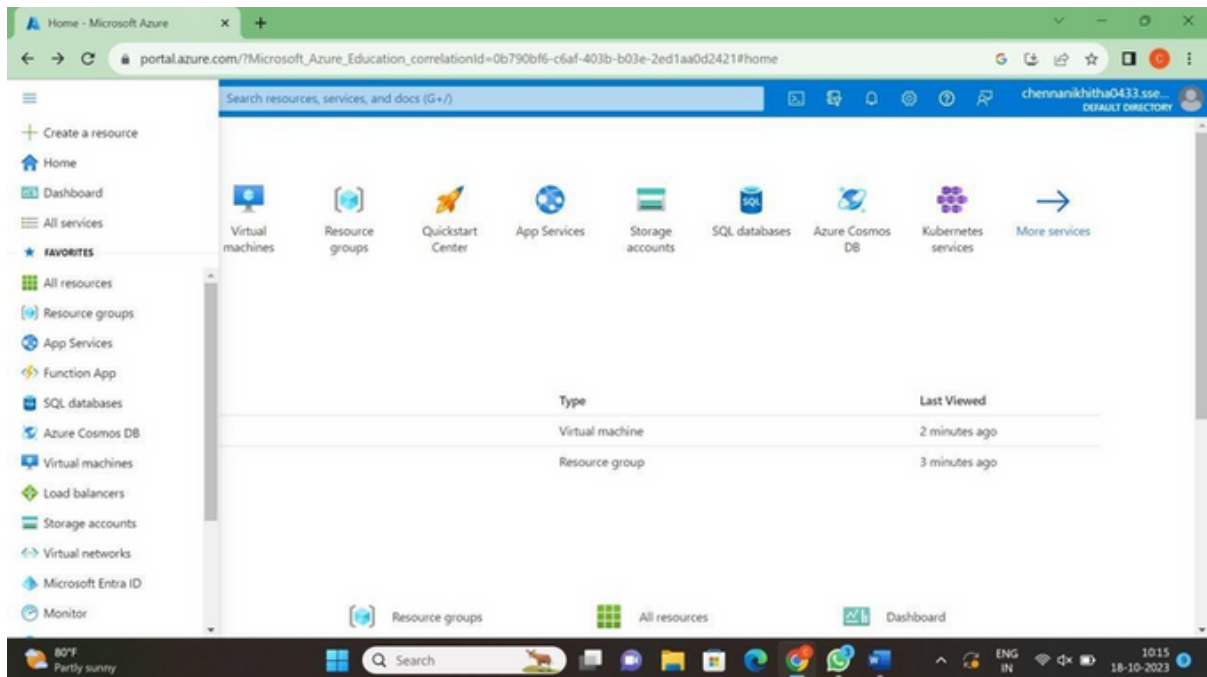 Home - Microsoft Azure
portal.azure.com/?Microsoft_Azure_Education_correlationId=0b790bf6-c6af-403b-b03e-2ed1aa0d2421#home
Search resources, services, and docs (G+/)
chennanikhitha0433.sse...
DEFAULT DIRECTORY
Create a resource
Home
Dashboard
All services
FAVORITES
All resources
Resource groups
App Services
Function App
SQL databases
Azure Cosmos DB
Virtual machines
Load balancers
Storage accounts
Virtual networks
Microsoft Entra ID
Monitor
Virtual
machines
Resource
groups
Quickstart
Center
App Services
Storage
accounts
SQL databases
Azure Cosmos
DB
Kubernetes
services
More services
Type Last Viewed
Virtual machine 2 minutes ago
Resource group 3 minutes ago
Resource groups All resources Dashboard
80°F
Partly sunny
Search
ENG
IN
10:15
18-10-2023